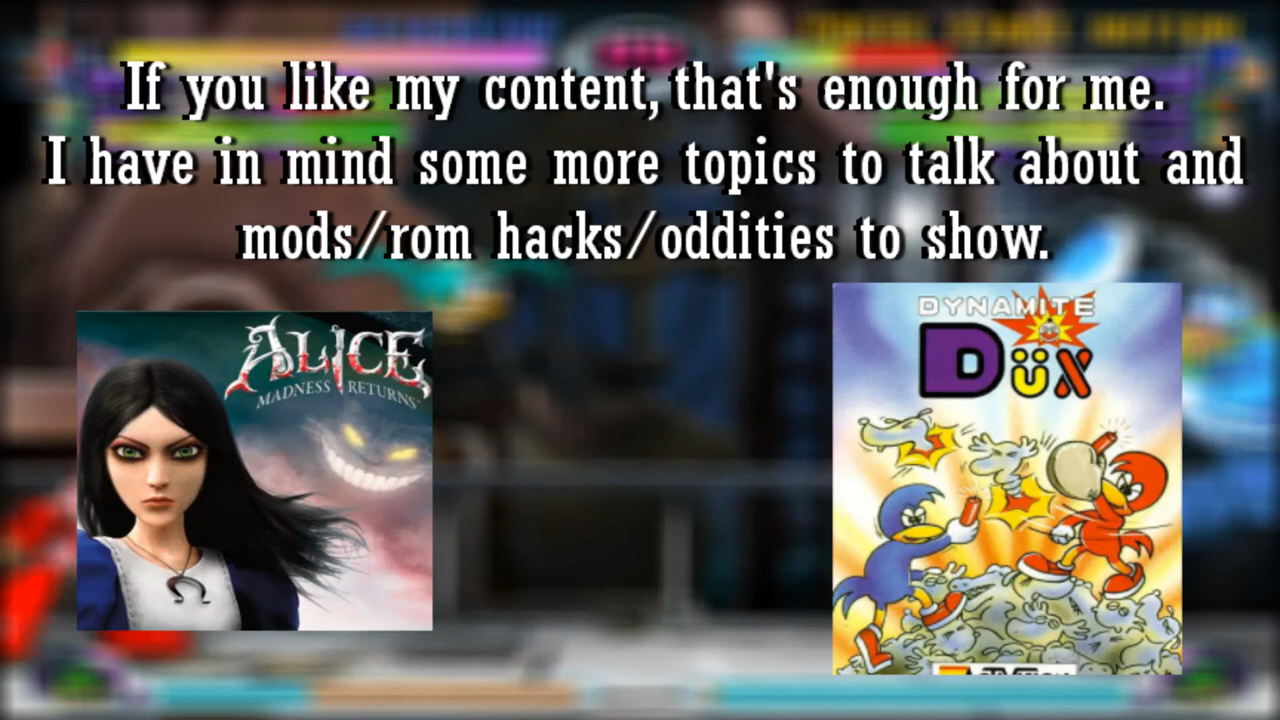 If you like my content, that's enough for me.
I have in mind some more topics to talk about and
mods/rom hacks/oddities to show.
ALICE
MADNESS RETURNS
DYNAMITE
DüX